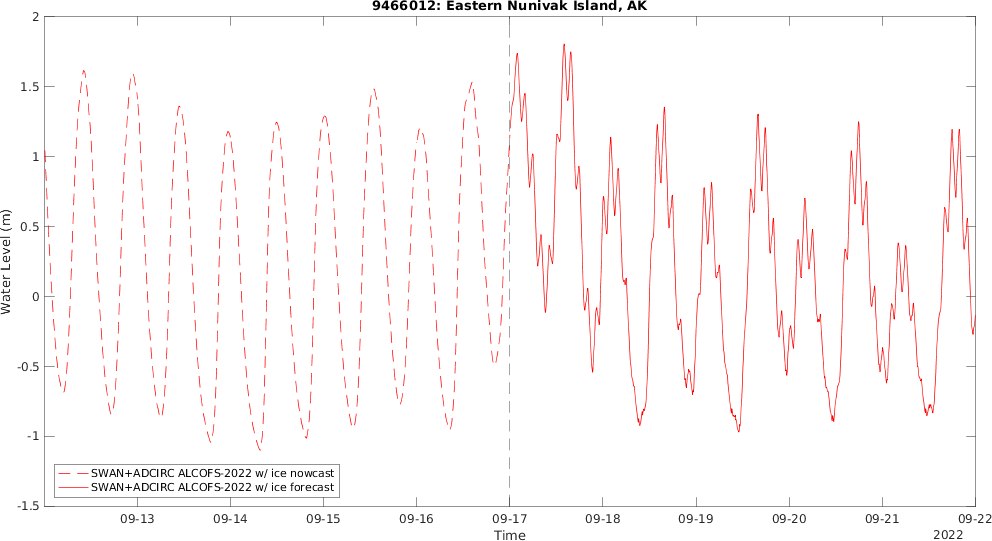 9466012: Eastern Nunivak Island, AK
2
1.5
1
0.5
0
-0.5
-1
-1.5
Water Level (m)
SWAN+ADCIRC ALCOFS-2022 w/ ice nowcast
SWAN+ADCIRC ALCOFS-2022 w/ ice forecast
09-13 09-14 09-15 09-16 09-17 09-18 09-19 09-20 09-21 09-22
Time
2022